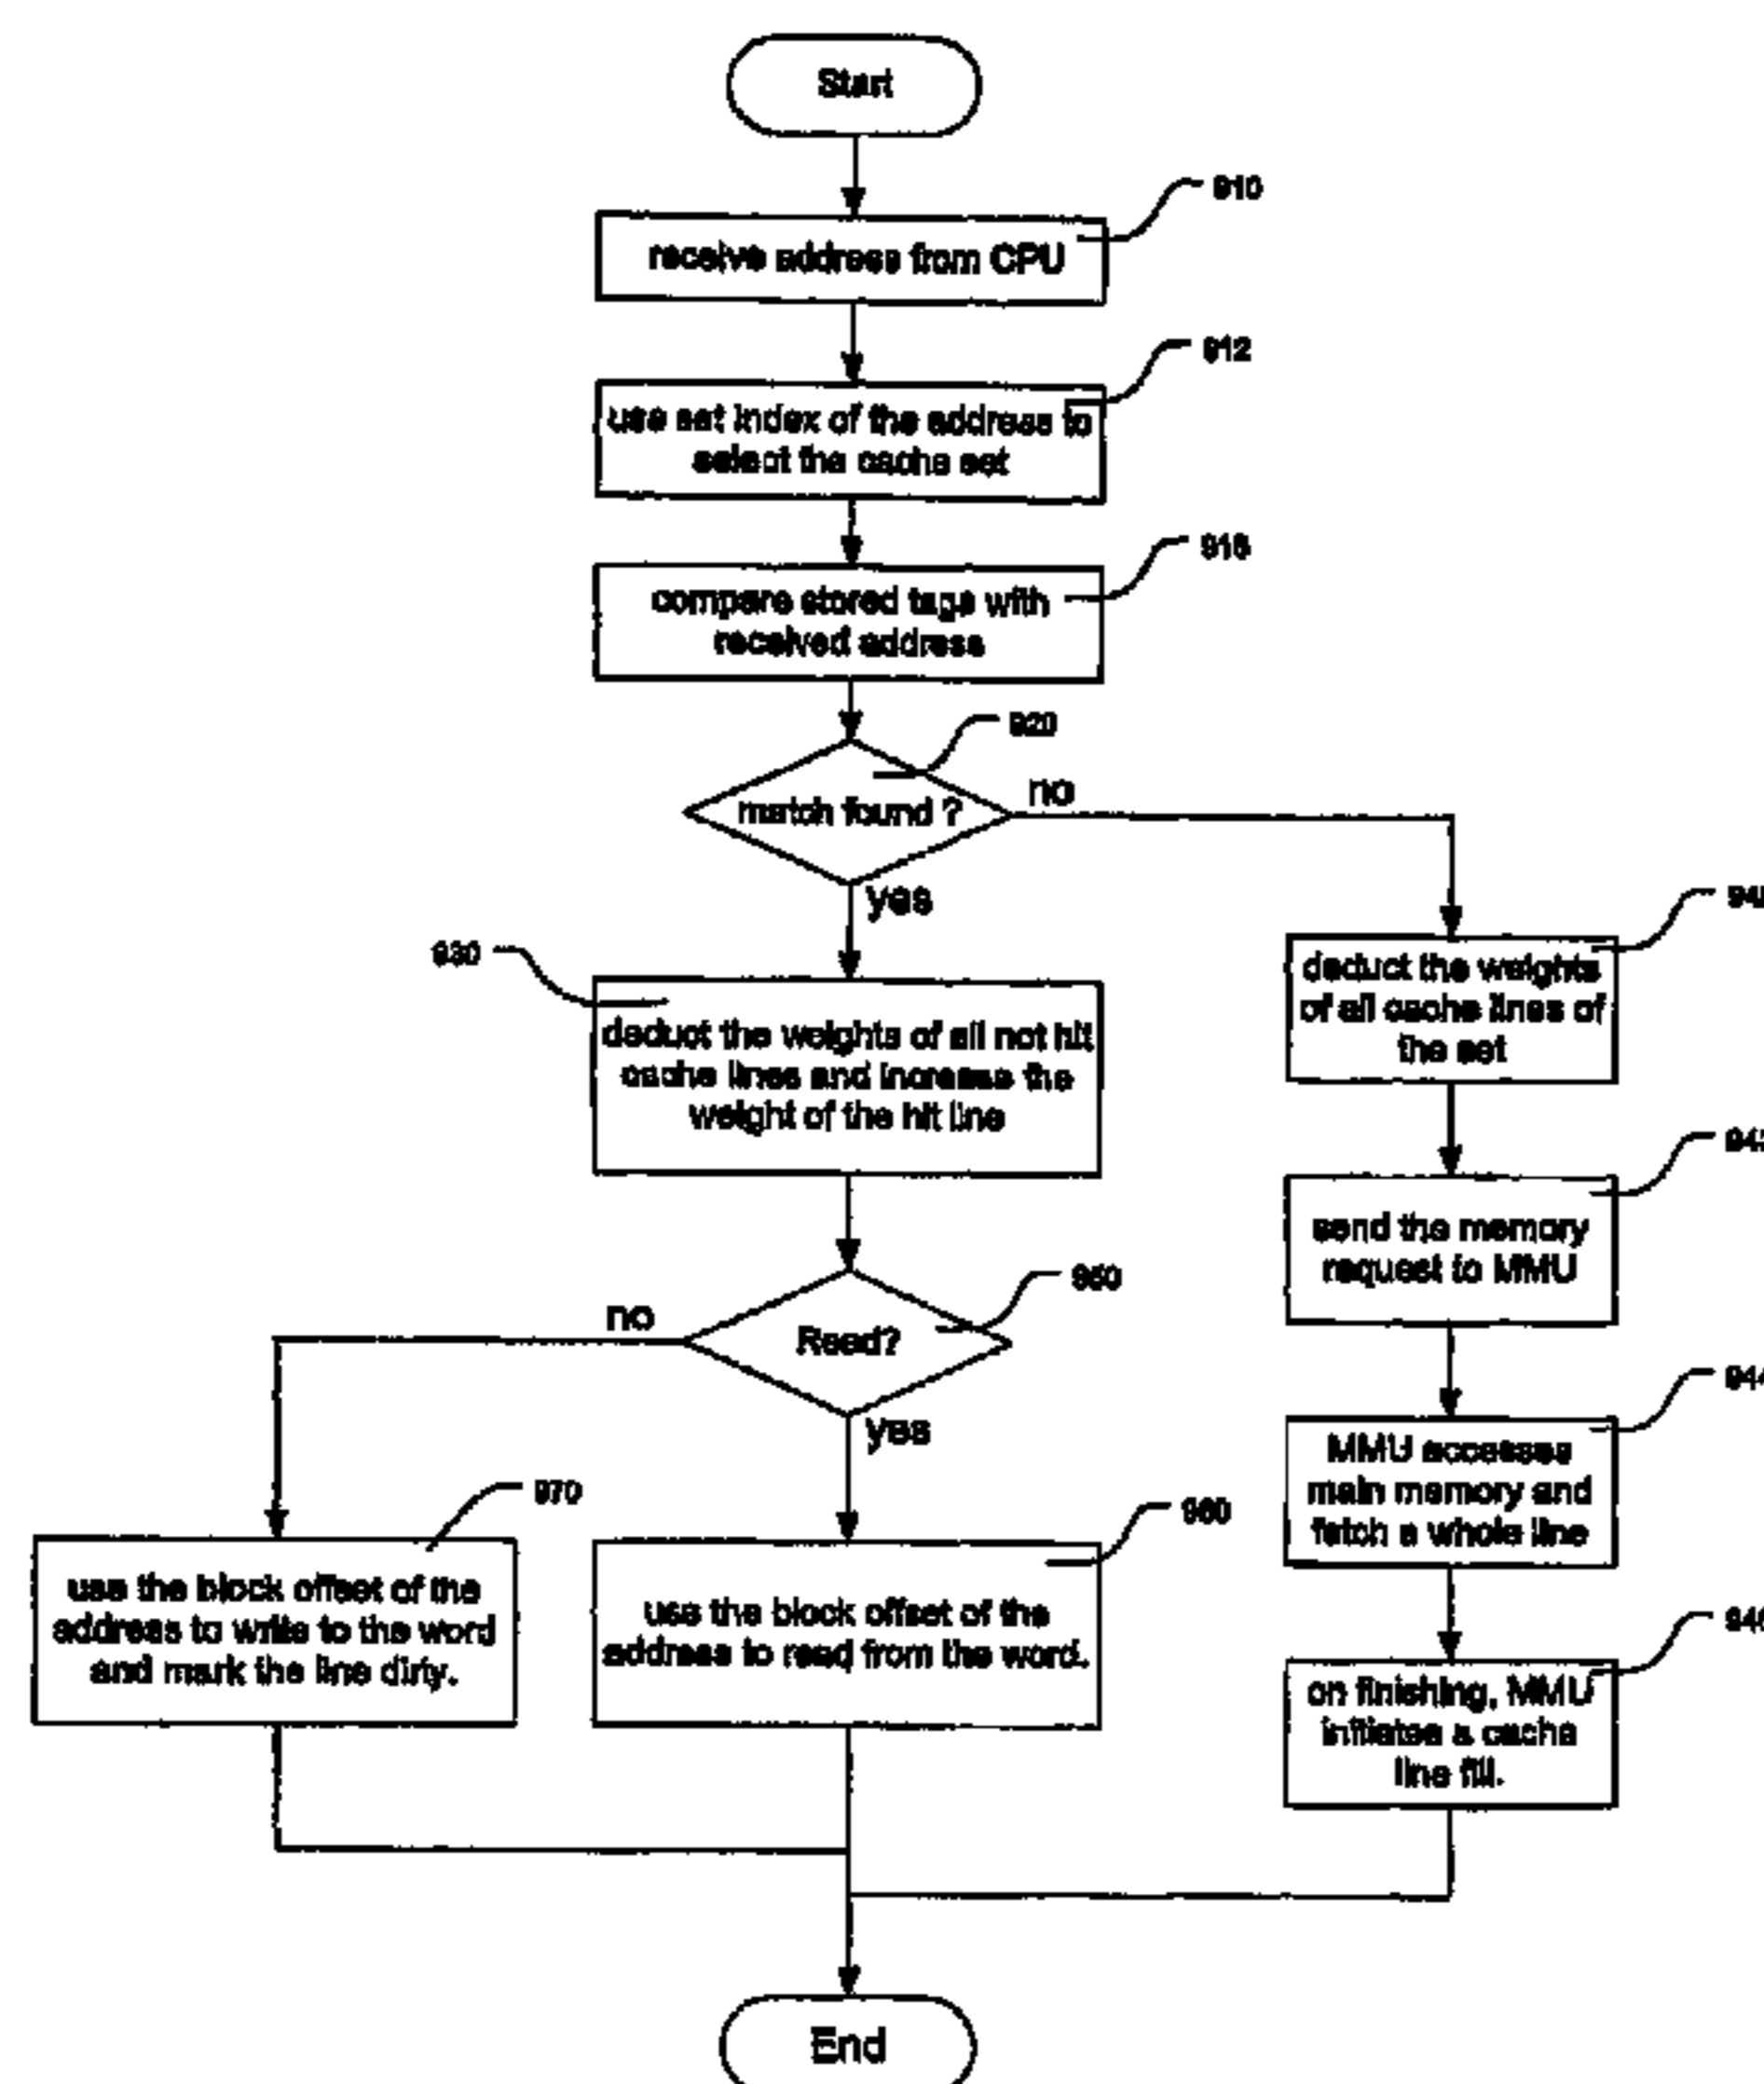 Start
910
receive address from CPU
912
use set index of the address to
select the cache set
916
compare stored tags with
received address
920
match found ?
no
yes
930
deduct the weights of all not hit
cache lines and increase the
weight of the hit line
deduct the weights
of all cache lines of
the set
send the memory
request to MMU
950
Read?
no
yes
944
MMU accesses
main memory and
fetch a whole line
970
use the block offset of the
address to write to the word
and mark the line dirty.
960
use the block offset of the
address to read from the word.
on finishing, MMU
initiates a cache
line fill.
End